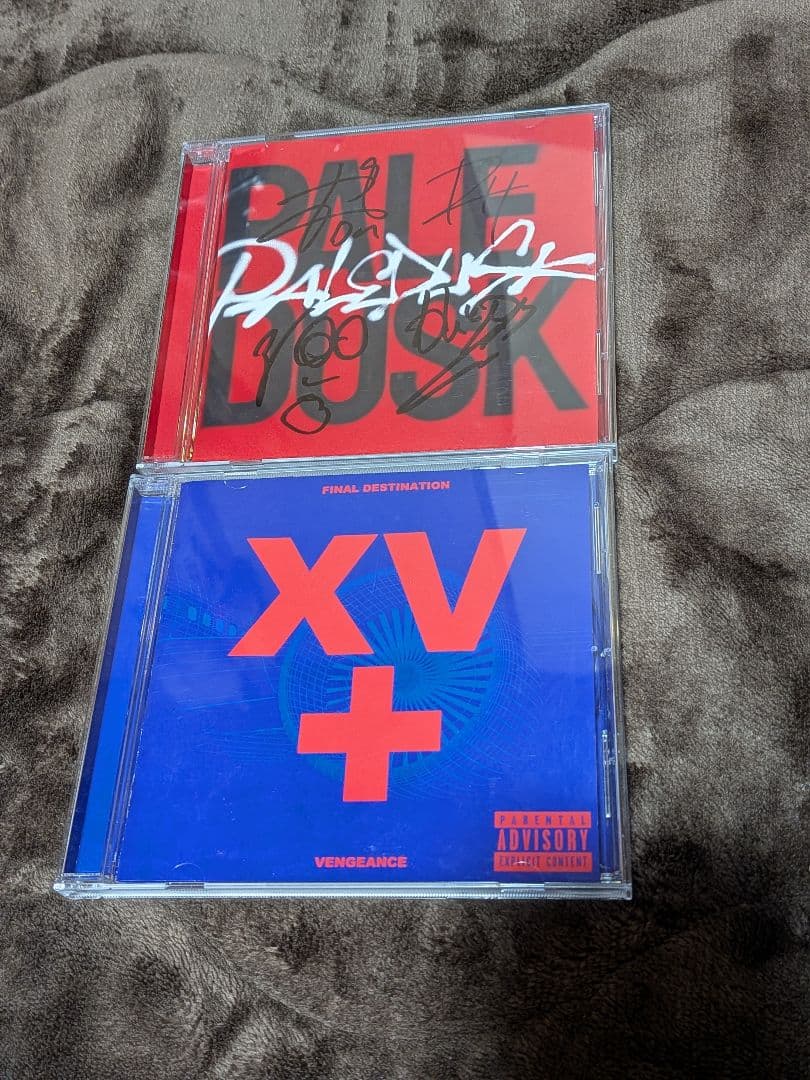 PALE
PALEDUSK
DUSK
FINAL DESTINATION
XV
+
VENGEANCE
PARENTAL
ADVISORY
EXPLICIT CONTENT